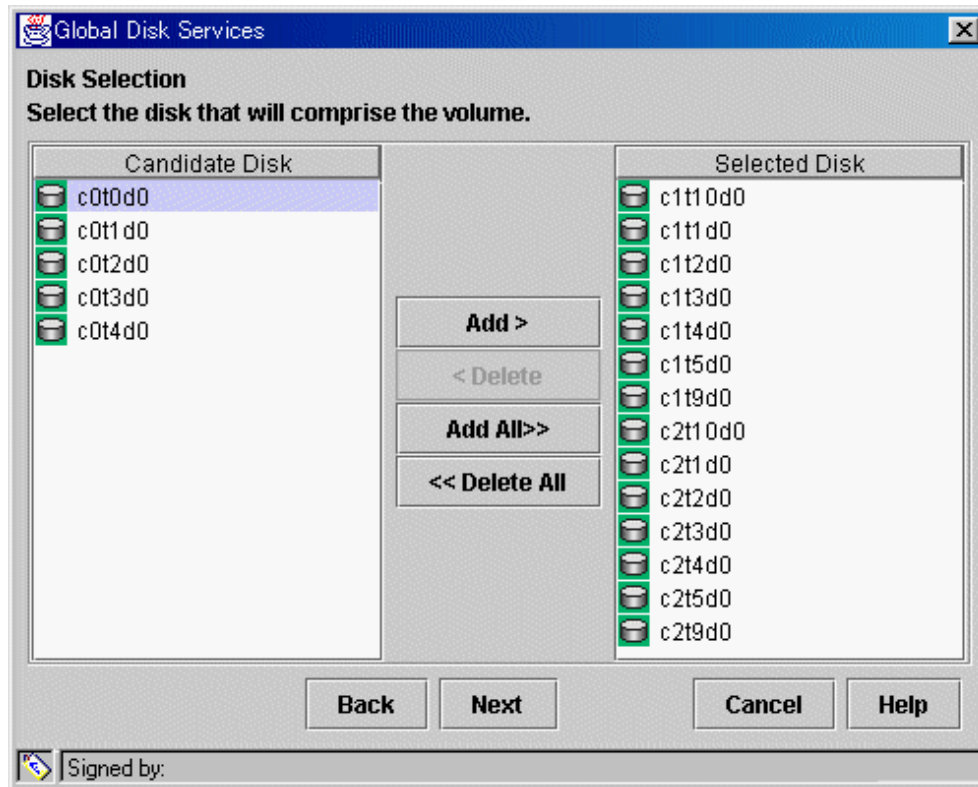 Global Disk Services
Disk Selection
Select the disk that will comprise the volume.
Candidate Disk
c0t0d0
c0t1d0
c0t2d0
c0t3d0
c0t4d0
Add >
< Delete
Add All>>
<< Delete All
Selected Disk
c1t10d0
c1t1d0
c1t2d0
c1t3d0
c1t4d0
c1t5d0
c1t9d0
c2t10d0
c2t1d0
c2t2d0
c2t3d0
c2t4d0
c2t5d0
c2t9d0
Back
Next
Cancel
Help
Signed by: